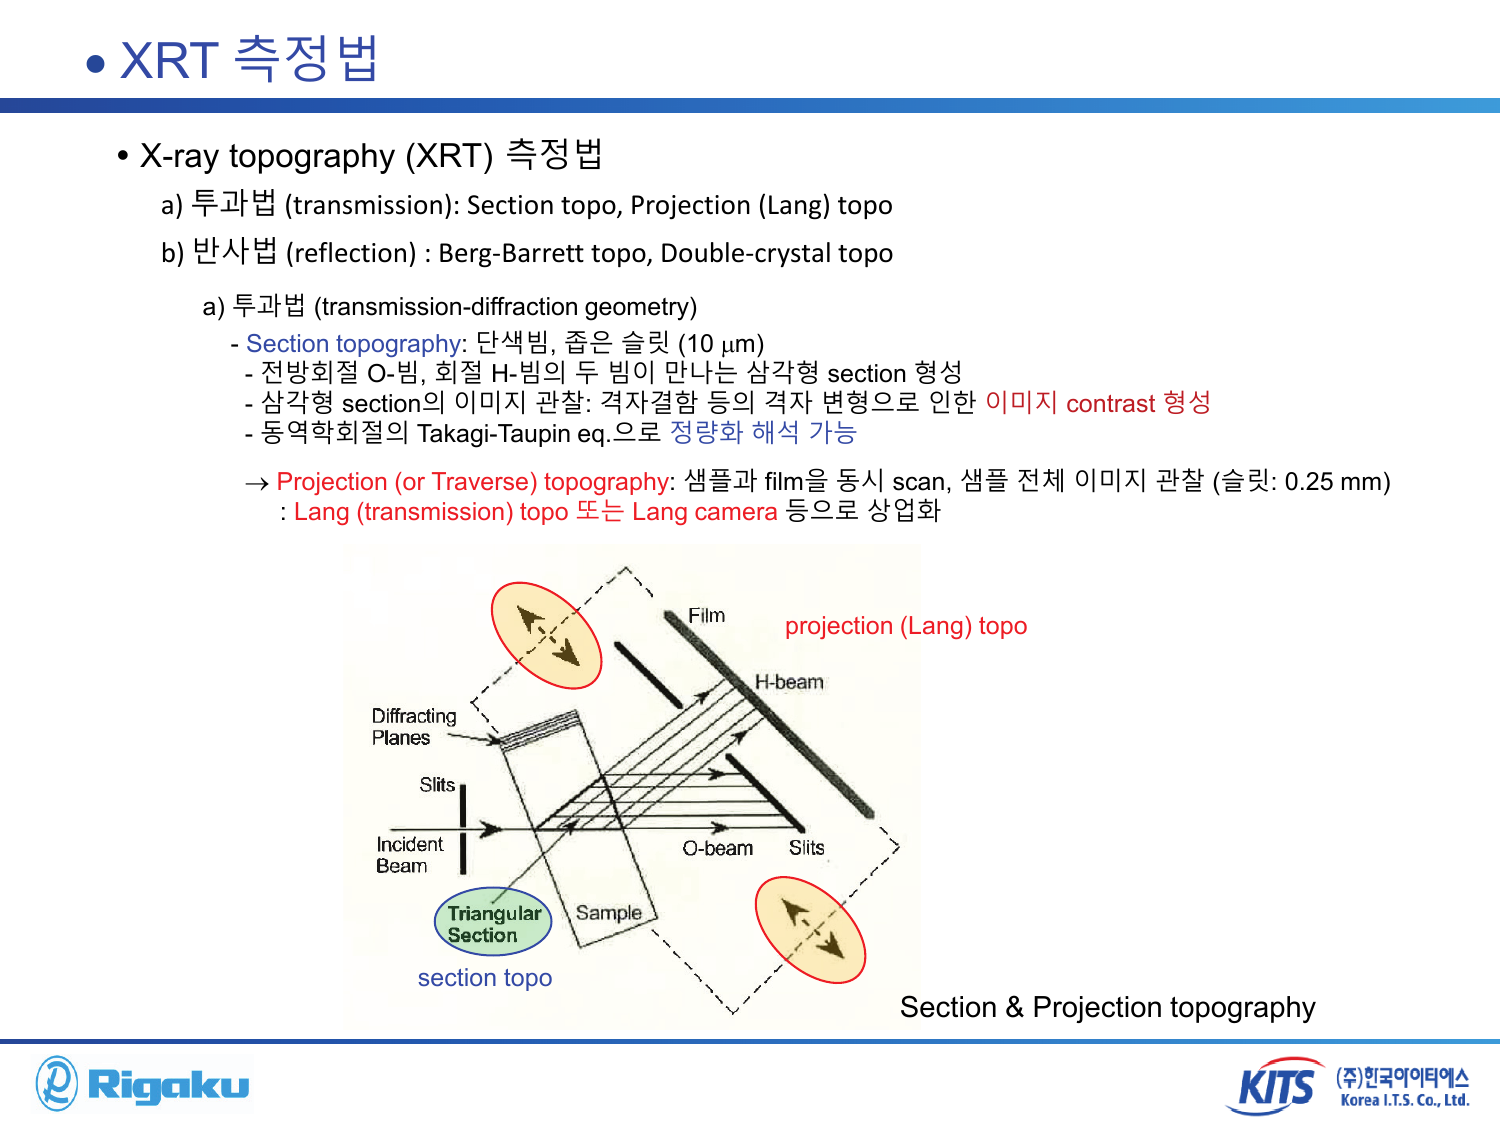 • XRT 측정법
• X-ray topography (XRT) 측정법
a) 투과법 (transmission): Section topo, Projection (Lang) topo
b) 반사법 (reflection) : Berg-Barrett topo, Double-crystal topo
a) 투과법 (transmission-diffraction geometry)
- Section topography: 단색빔, 좁은 슬릿 (10 μm)
- 전방회절 O-빔, 회절 H-빔의 두 빔이 만나는 삼각형 section 형성
- 삼각형 section의 이미지 관찰: 격자결함 등의 격자 변형으로 인한 이미지 contrast 형성
- 동역학회절의 Takagi-Taupin eq.으로 정량화 해석 가능
→ Projection (or Traverse) topography: 샘플과 film을 동시 scan, 샘플 전체 이미지 관찰 (슬릿: 0.25 mm)
: Lang (transmission) topo 또는 Lang camera 등으로 상업화
Film
projection (Lang) topo
H-beam
Diffracting
Planes
Slits
Incident
Beam
O-beam
Slits
Triangular
Section
Sample
section topo
Section & Projection topography
Rigaku
KITS
(주)한국아이티에스
Korea I.T.S. Co., Ltd.